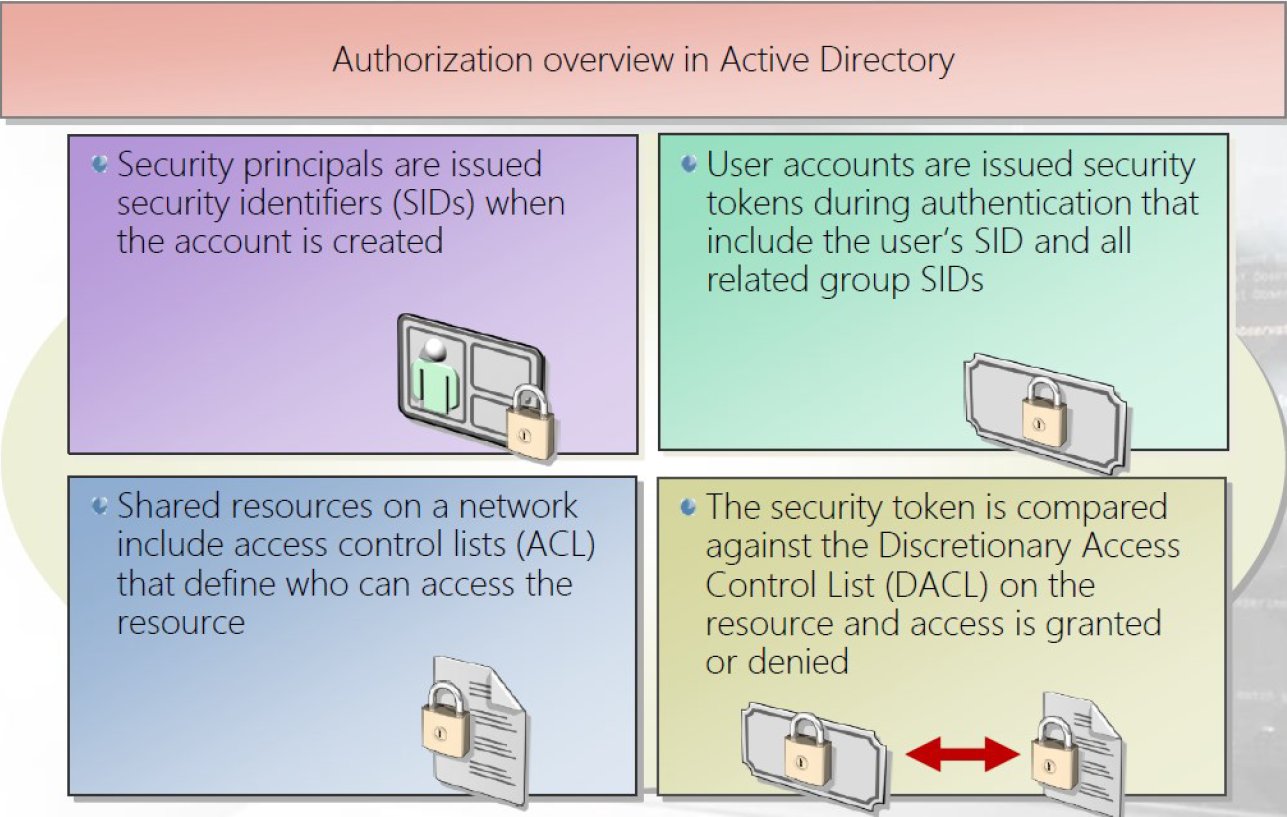 Authorization overview in Active Directory
Security principals are issued
security identifiers (SIDs) when
the account is created
User accounts are issued security
tokens during authentication that
include the user's SID and all
related group SIDs
Shared resources on a network
include access control lists (ACL)
that define who can access the
resource
The security token is compared
against the Discretionary Access
Control List (DACL) on the
resource and access is granted
or denied